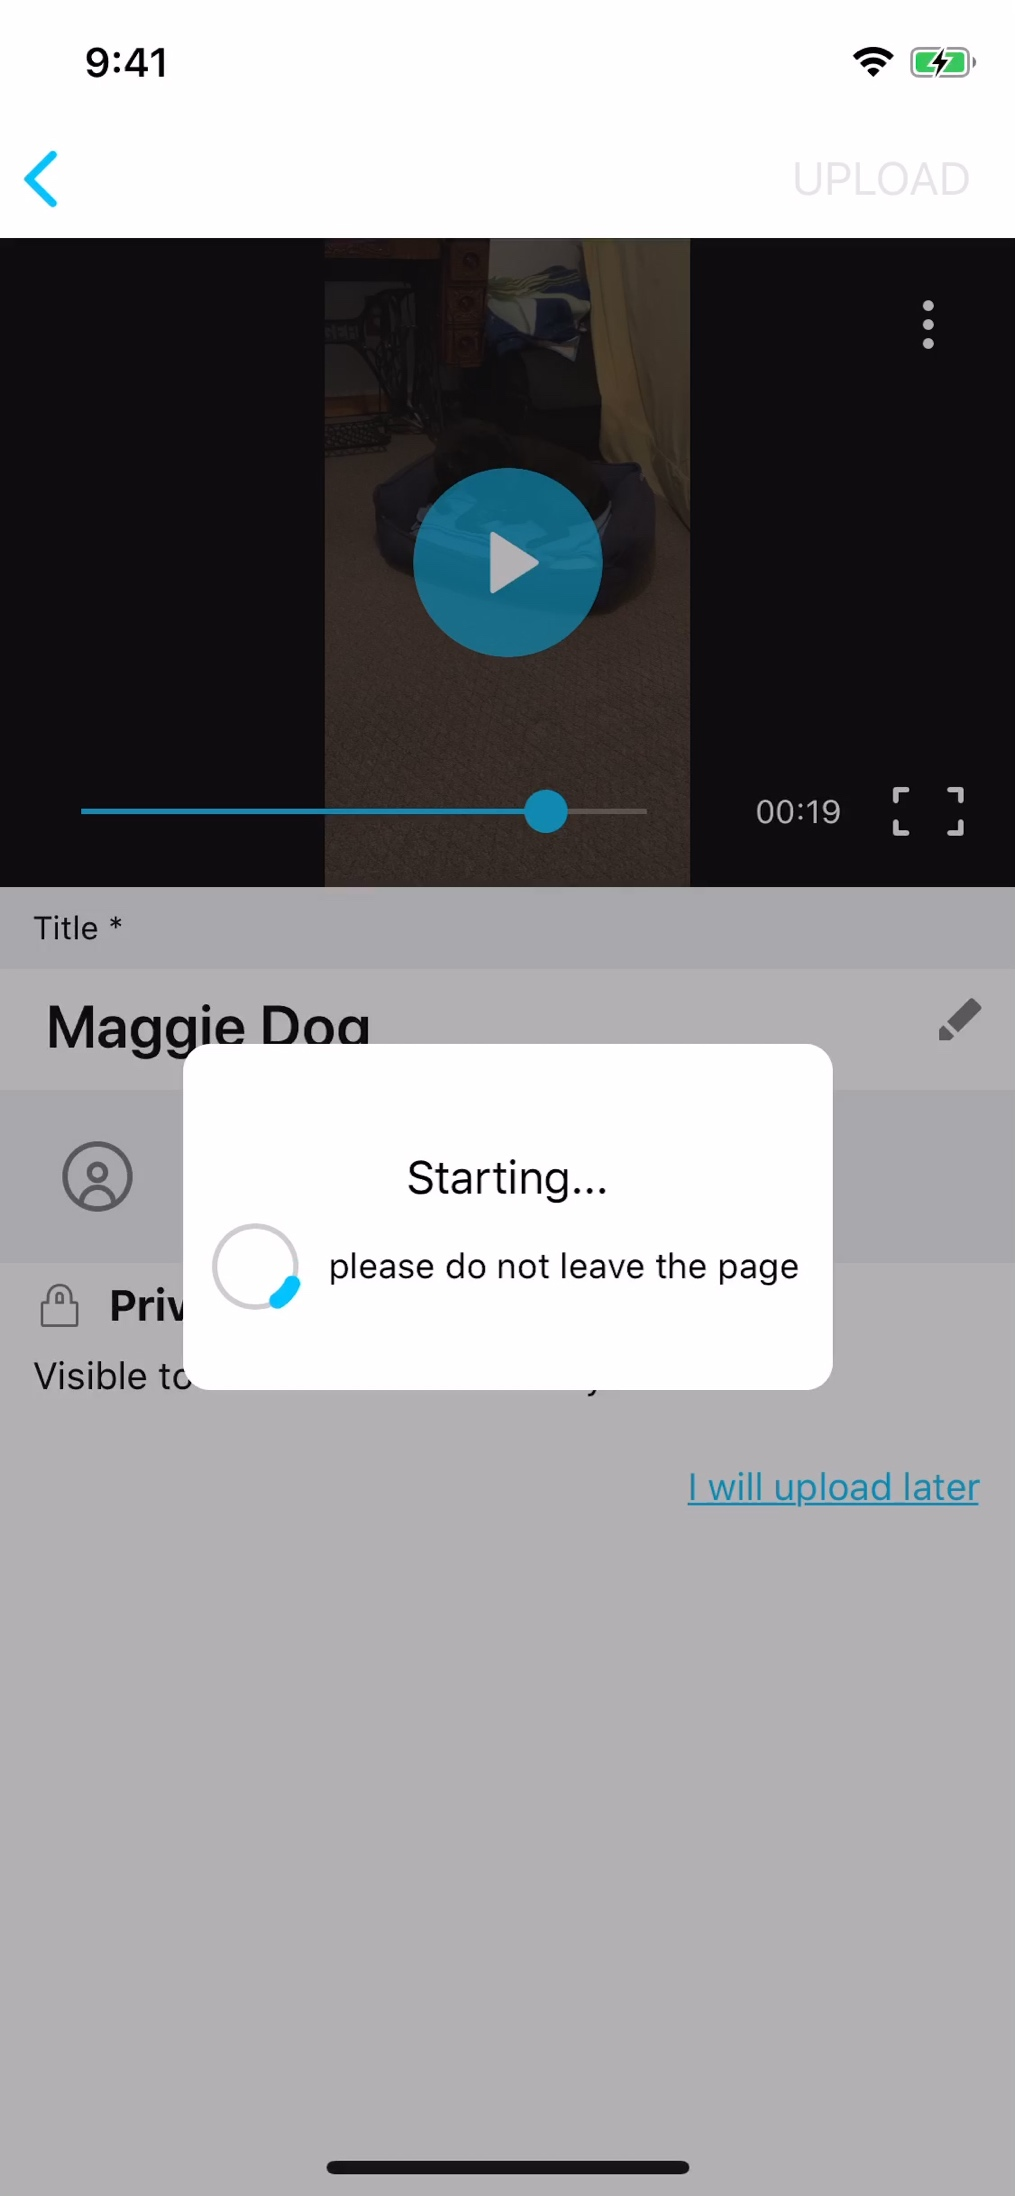 9:41
UPLOAD
00:19
Title *
Maggie Dog
Starting...
please do not leave the page
Visible to
I will upload later